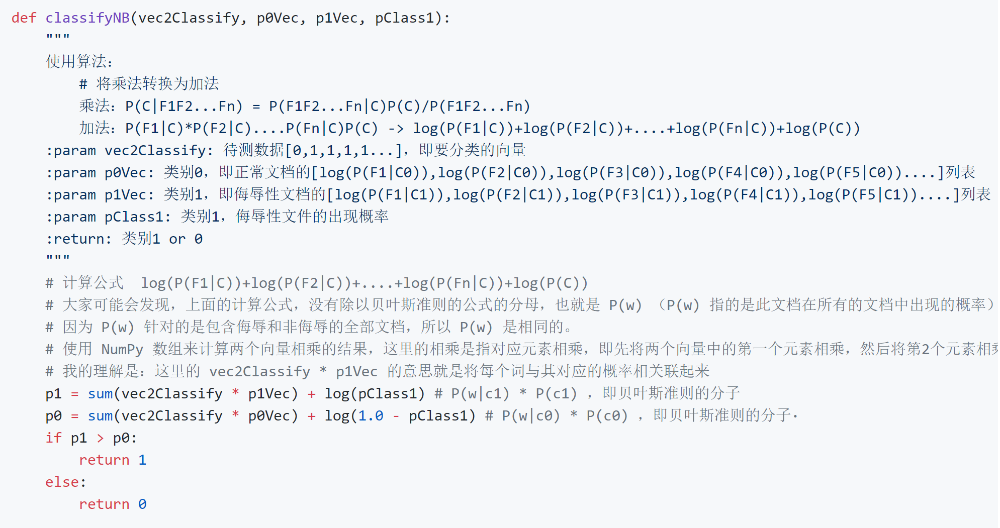 def classifyNB(vec2Classify, p0Vec, p1Vec, pClass1):
"""
使用算法：
# 将乘法转换为加法
乘法：P(C|F1F2...Fn) = P(F1F2...Fn|C)P(C)/P(F1F2...Fn)
加法：P(F1|C)*P(F2|C)....P(Fn|C)P(C) -> log(P(F1|C))+log(P(F2|C))+....+log(P(Fn|C))+log(P(C))
:param vec2Classify: 待测数据[0,1,1,1,1...]，即要分类的向量
:param p0Vec: 类别0，即正常文档的[log(P(F1|C0)),log(P(F2|C0)),log(P(F3|C0)),log(P(F4|C0)),log(P(F5|C0))....]列表
:param p1Vec: 类别1，即侮辱性文档的[log(P(F1|C1)),log(P(F2|C1)),log(P(F3|C1)),log(P(F4|C1)),log(P(F5|C1))....]列表
:param pClass1: 类别1，侮辱性文件的出现概率
:return: 类别1 or 0
"""
# 计算公式  log(P(F1|C))+log(P(F2|C))+....+log(P(Fn|C))+log(P(C))
# 大家可能会发现，上面的计算公式，没有除以贝叶斯准则的公式的分母，也就是 P(w) （P(w) 指的是此文档在所有的文档中出现的概率）
# 因为 P(w) 针对的是包含侮辱和非侮辱的全部文档，所以 P(w) 是相同的。
# 使用 NumPy 数组来计算两个向量相乘的结果，这里的相乘是指对应元素相乘，即先将两个向量中的第一个元素相乘，然后将第2个元素相乘
# 我的理解是：这里的 vec2Classify * p1Vec 的意思就是将每个词与其对应的概率相关联起来
p1 = sum(vec2Classify * p1Vec) + log(pClass1) # P(w|c1) * P(c1) ，即贝叶斯准则的分子
p0 = sum(vec2Classify * p0Vec) + log(1.0 - pClass1) # P(w|c0) * P(c0) ，即贝叶斯准则的分子·
if p1 > p0:
return 1
else:
return 0